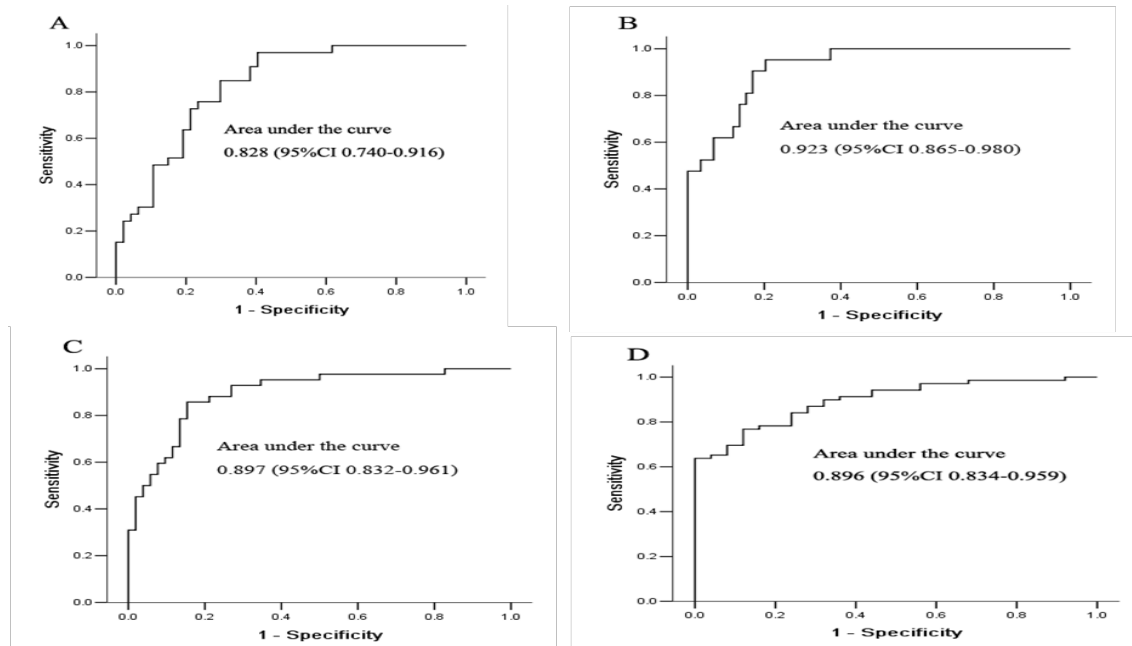 A
1.0
0.8
0.6
0.4
0.2
0.0
Sensitivity
Area under the curve
0.828 (95%CI 0.740-0.916)
0.0 0.2 0.4 0.6 0.8 1.0
1 - Specificity
B
1.0
0.8
0.6
0.4
0.2
0.0
Sensitivity
Area under the curve
0.923 (95%CI 0.865-0.980)
0.0 0.2 0.4 0.6 0.8 1.0
1 - Specificity
C
1.0
0.8
0.6
0.4
0.2
0.0
Sensitivity
Area under the curve
0.897 (95%CI 0.832-0.961)
0.0 0.2 0.4 0.6 0.8 1.0
1 - Specificity
D
1.0
0.8
0.6
0.4
0.2
0.0
Sensitivity
Area under the curve
0.896 (95%CI 0.834-0.959)
0.0 0.2 0.4 0.6 0.8 1.0
1 - Specificity